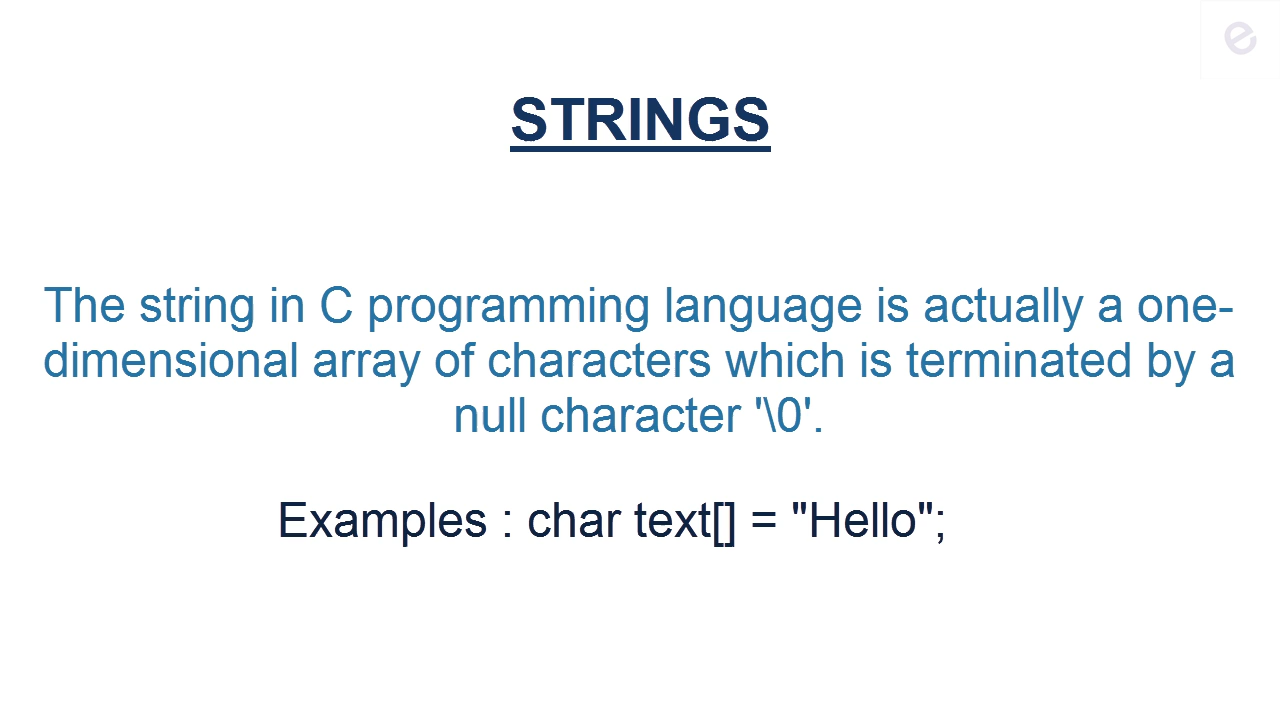 e
STRINGS
The string in C programming language is actually a one-
dimensional array of characters which is terminated by a
null character '\0'.
Examples : char text[] = "Hello";